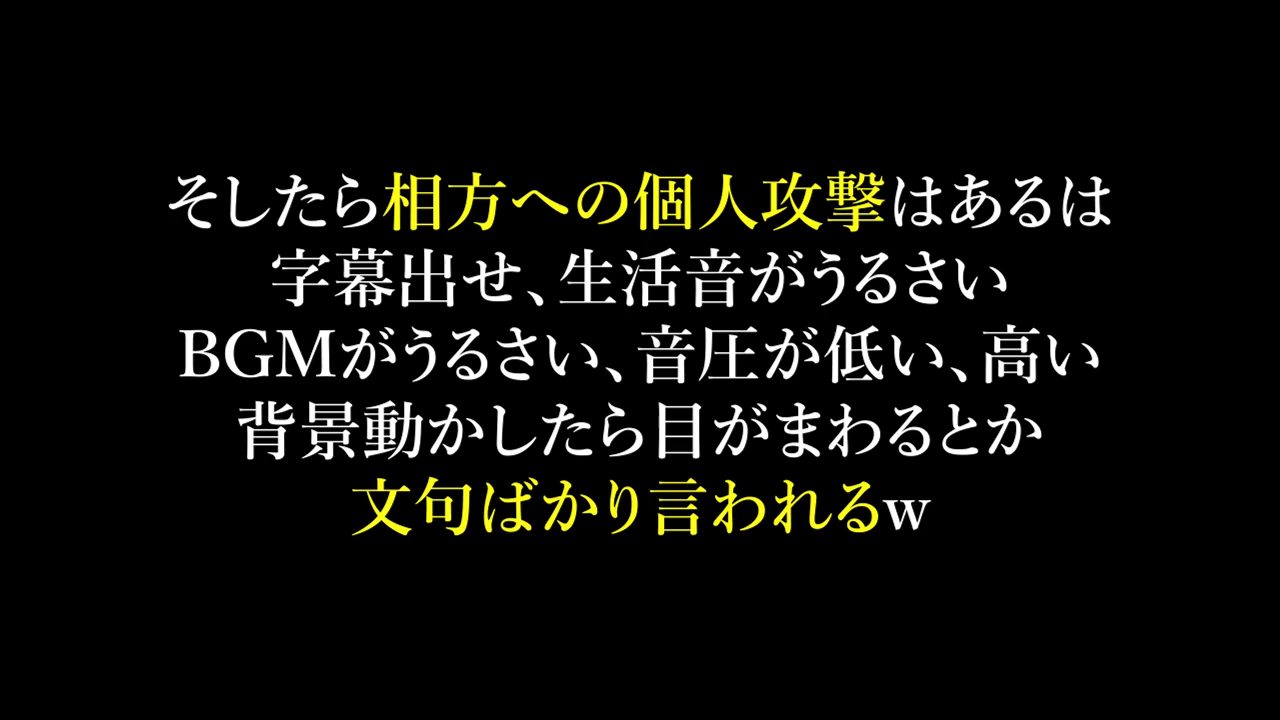 そしたら相方への個人攻撃はあるは
字幕出せ、生活音がうるさい
BGMがうるさい、音圧が低い、高い
背景動かしたら目がまわるとか
文句ばかり言われるw